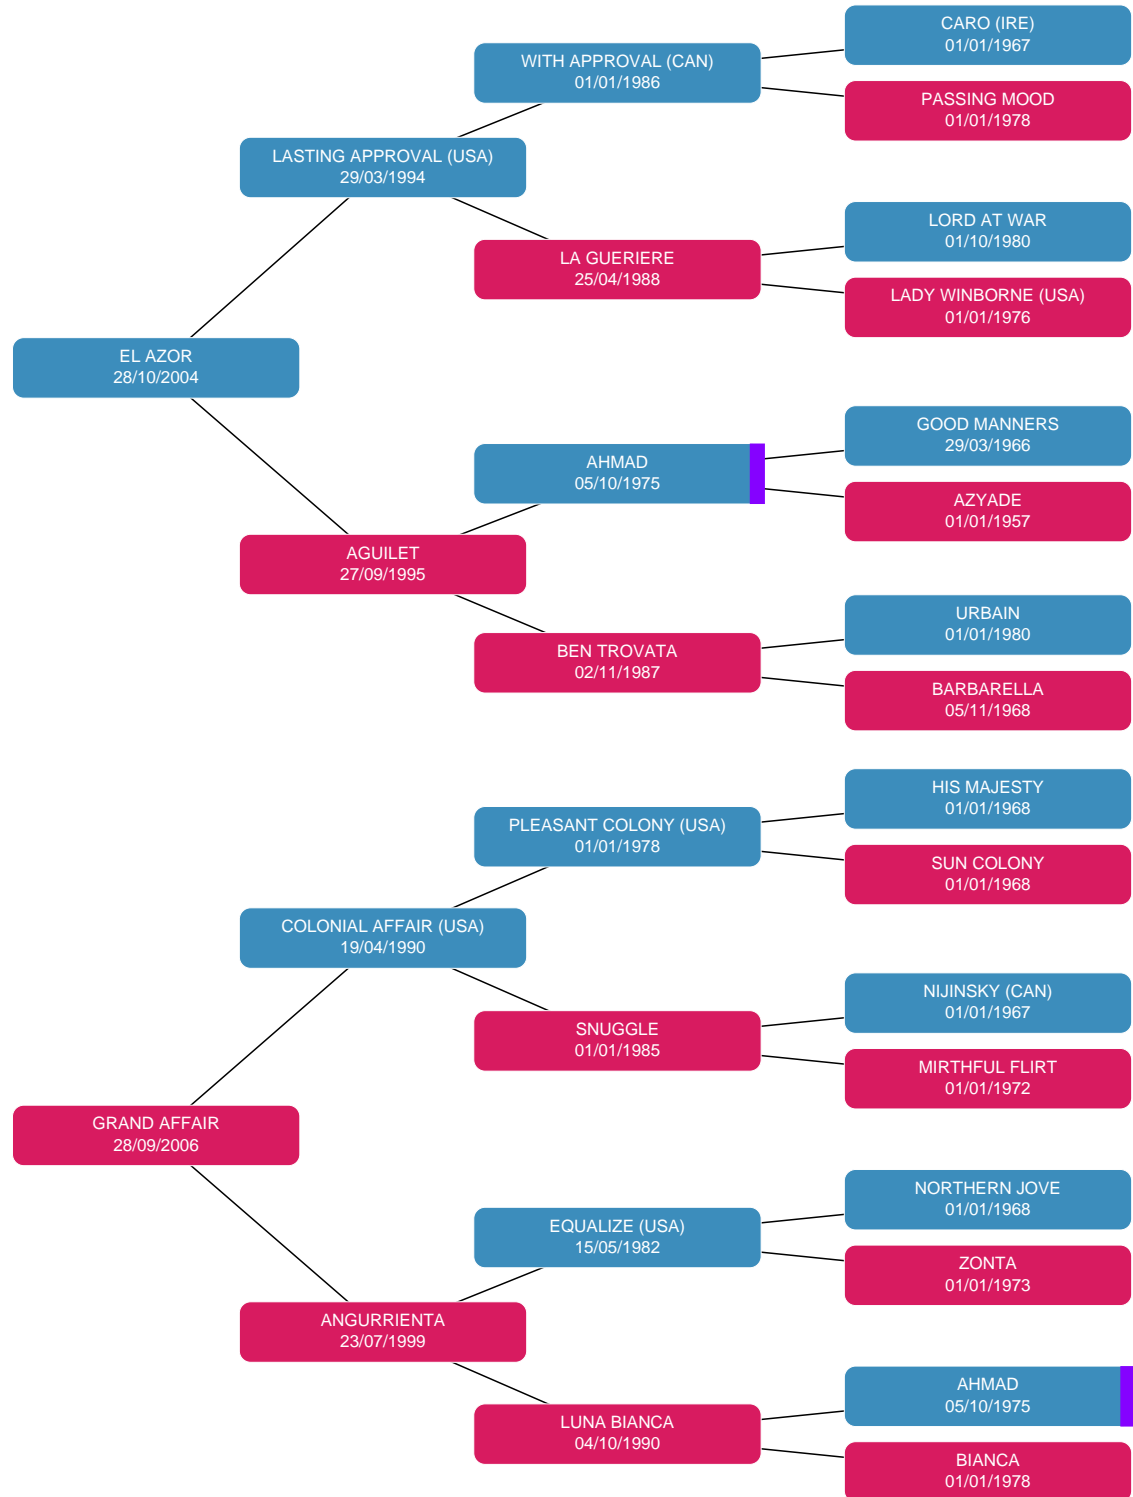 CARO (IRE)
01/01/1967
WITH APPROVAL (CAN)
01/01/1986
PASSING MOOD
01/01/1978
LASTING APPROVAL (USA)
29/03/1994
LORD AT WAR
01/10/1980
LA GUERIERE
25/04/1988
LADY WINBORNE (USA)
01/01/1976
EL AZOR
28/10/2004
GOOD MANNERS
29/03/1966
AHMAD
05/10/1975
AZYADE
01/01/1957
AGUILET
27/09/1995
URBAIN
01/01/1980
BEN TROVATA
02/11/1987
BARBARELLA
05/11/1968
HIS MAJESTY
01/01/1968
PLEASANT COLONY (USA)
01/01/1978
SUN COLONY
01/01/1968
COLONIAL AFFAIR (USA)
19/04/1990
NIJINSKY (CAN)
01/01/1967
SNUGGLE
01/01/1985
MIRTHFUL FLIRT
01/01/1972
GRAND AFFAIR
28/09/2006
NORTHERN JOVE
01/01/1968
EQUALIZE (USA)
15/05/1982
ZONTA
01/01/1973
ANGURRIENTA
23/07/1999
AHMAD
05/10/1975
LUNA BIANCA
04/10/1990
BIANCA
01/01/1978